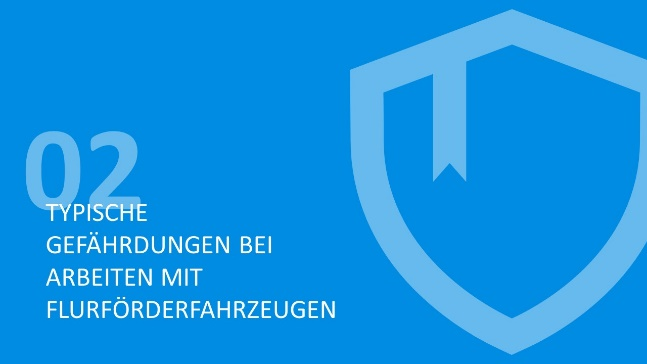 02
TYPISCHE
GEFÄHRDUNGEN BEI
ARBEITEN MIT
FLURFÖRDERFAHRZEUGEN